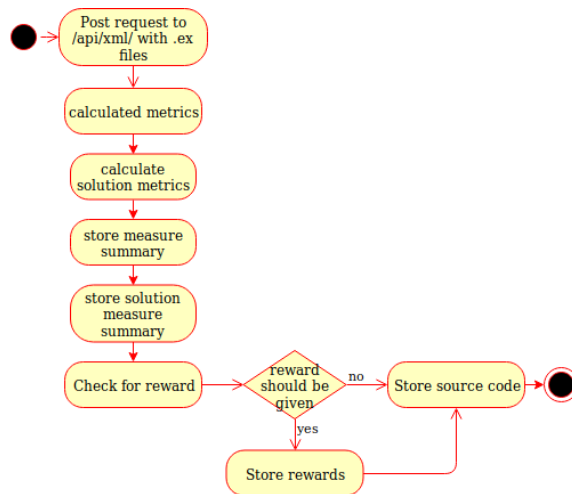 Post request to
/api/xml/ with .ex
files
calculated metrics
calculate
solution metrics
store measure
summary
store solution
measure
summary
Check for reward
reward
should be
given
no
Store source code
yes
Store rewards